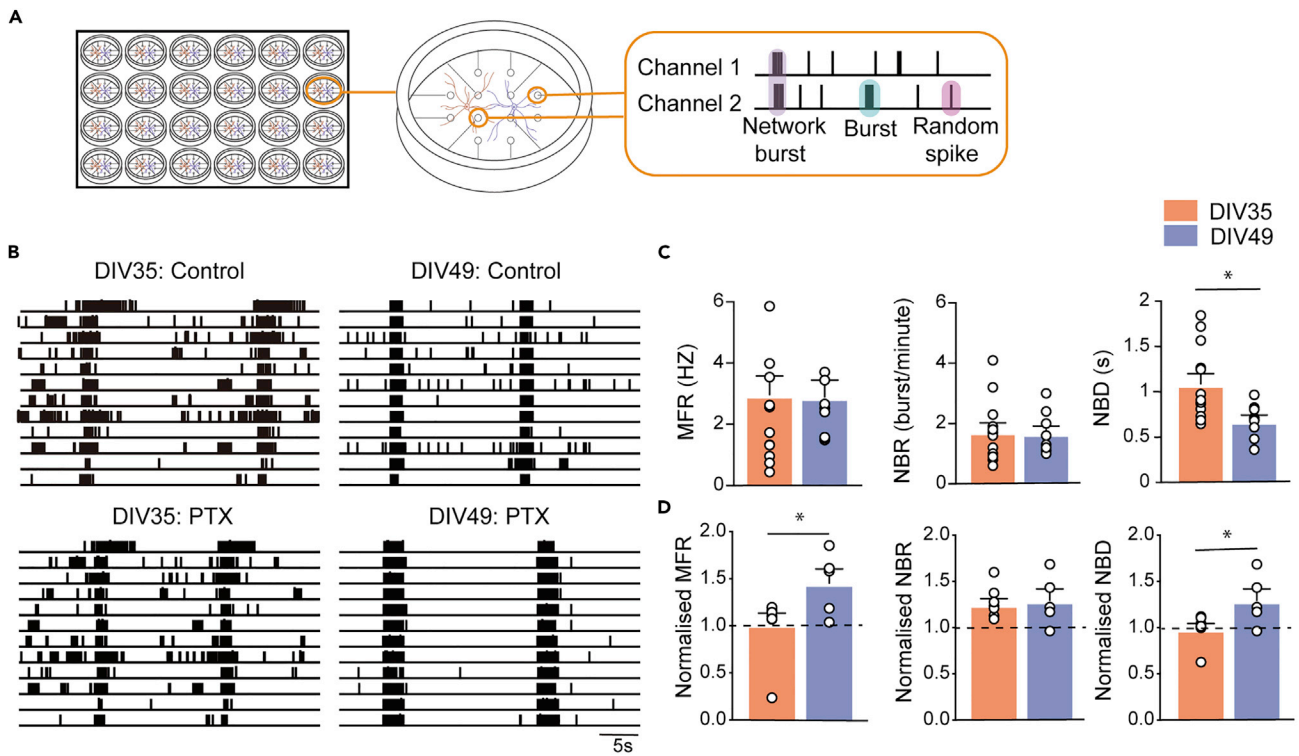 A
Channel 1
Channel 2
Network
burst
Burst
Random
spike
DIV35
DIV49
B
DIV35: Control
DIV49: Control
DIV35: PTX
DIV49: PTX
5s
C
MFR (HZ)
6
4
2
0
NBR (burst/minute)
6
4
2
0
NBD (s)
2
1.5
1
0.5
0
*
D
Normalised MFR
2.0
1.5
1.0
0.5
0.0
*
Normalised NBR
2.0
1.5
1.0
0.5
0.0
Normalised NBD
2.0
1.5
1.0
0.5
0.0
*